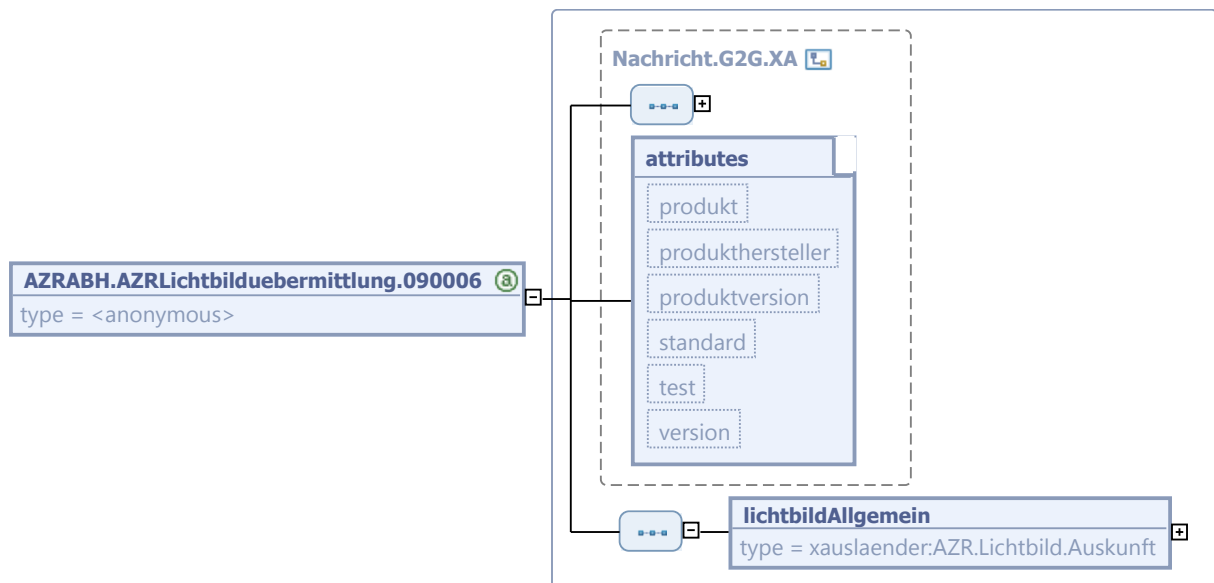 Nachricht.G2G.XA
attributes
produkt
produkthersteller
produktversion
standard
test
version
AZRABH.AZRLichtbilduebermittlung.090006 a
type = <anonymous>
lichtbildAllgemein
type = xauslaender:AZR.Lichtbild.Auskunft